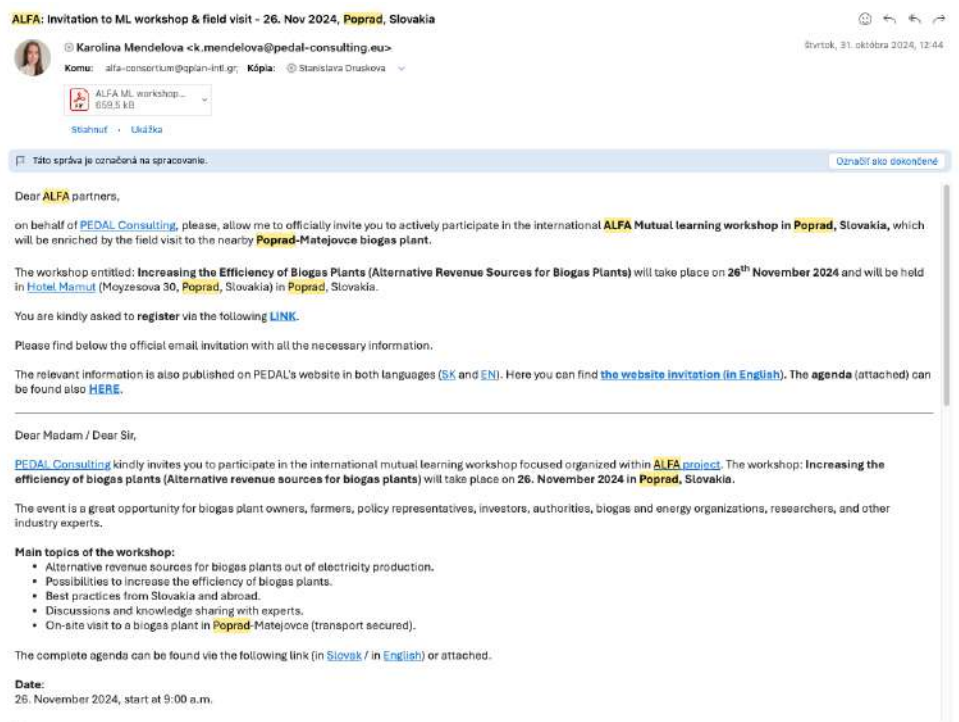 ALFA: Invitation to ML workshop & field visit - 26. Nov 2024, Poprad, Slovakia
Karolina Mendelova <k.mendelova@pedal-consulting.eu>
štvrtok, 31. októbra 2024, 12:44
Komu: alfa-consortium@qplan-intl.gr; Kópia: Stanislava Druskova
ALFA ML workshop...
659,5 kB
Stiahnuť · Ukážka
Táto správa je označená na spracovanie.
Označiť ako dokončené
Dear ALFA partners,
on behalf of PEDAL Consulting, please, allow me to officially invite you to actively participate in the international ALFA Mutual learning workshop in Poprad, Slovakia, which
will be enriched by the field visit to the nearby Poprad-Matejovce biogas plant.
The workshop entitled: Increasing the Efficiency of Biogas Plants (Alternative Revenue Sources for Biogas Plants) will take place on 26th November 2024 and will be held
in Hotel Mamut (Moyzesova 30, Poprad, Slovakia) in Poprad, Slovakia.
You are kindly asked to register via the following LINK.
Please find below the official email invitation with all the necessary information.
The relevant information is also published on PEDAL's website in both languages (SK and EN). Here you can find the website invitation (in English). The agenda (attached) can
be found also HERE.
Dear Madam / Dear Sir,
PEDAL Consulting kindly invites you to participate in the international mutual learning workshop focused organized within ALFA project. The workshop: Increasing the
efficiency of biogas plants (Alternative revenue sources for biogas plants) will take place on 26. November 2024 in Poprad, Slovakia.
The event is a great opportunity for biogas plant owners, farmers, policy representatives, investors, authorities, biogas and energy organizations, researchers, and other
industry experts.
Main topics of the workshop:
• Alternative revenue sources for biogas plants out of electricity production.
• Possibilities to increase the efficiency of biogas plants.
• Best practices from Slovakia and abroad.
• Discussions and knowledge sharing with experts.
• On-site visit to a biogas plant in Poprad-Matejovce (transport secured).
The complete agenda can be found vie the following link (in Slovak / in English) or attached.
Date:
26. November 2024, start at 9:00 a.m.